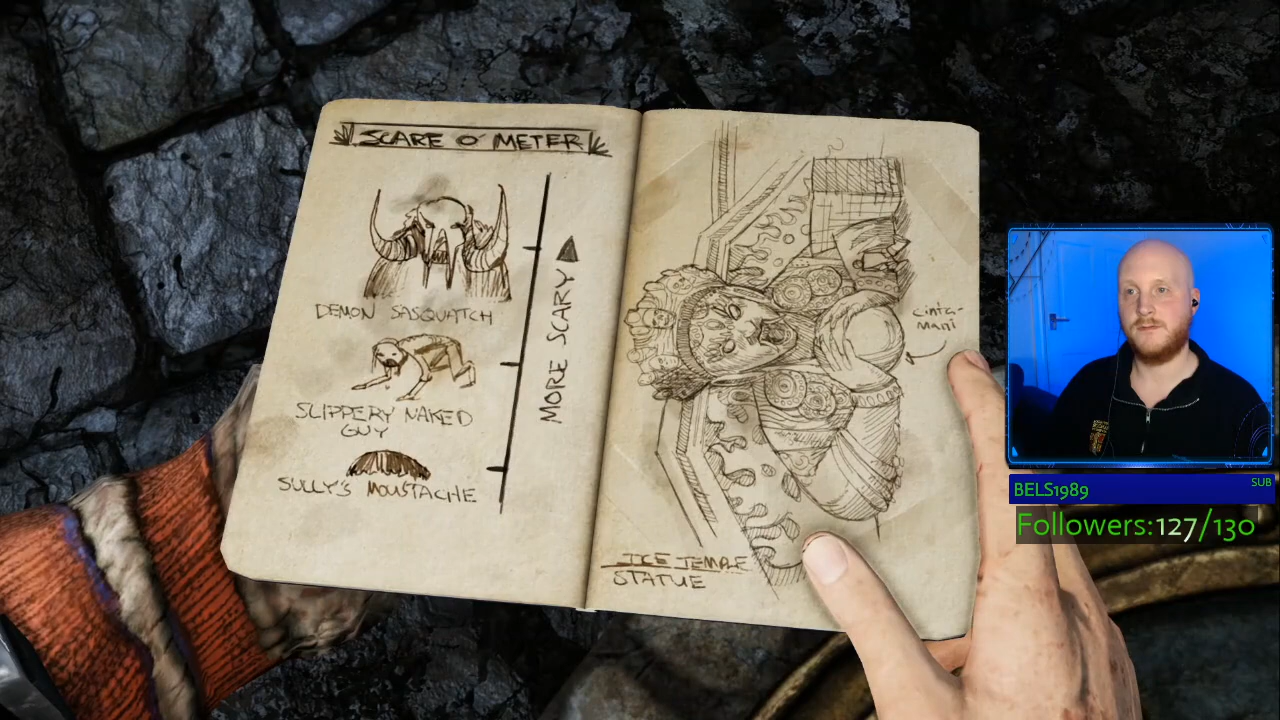 SCARE O' METER
DEMON SASQUATCH
SLIPPERY NAKED
GUY
SULLY'S MOUSTACHE
MORE SCARY
cinta-
mani
ICE TEMPLE
STATUE
BELS1989
SUB
Followers:127/130